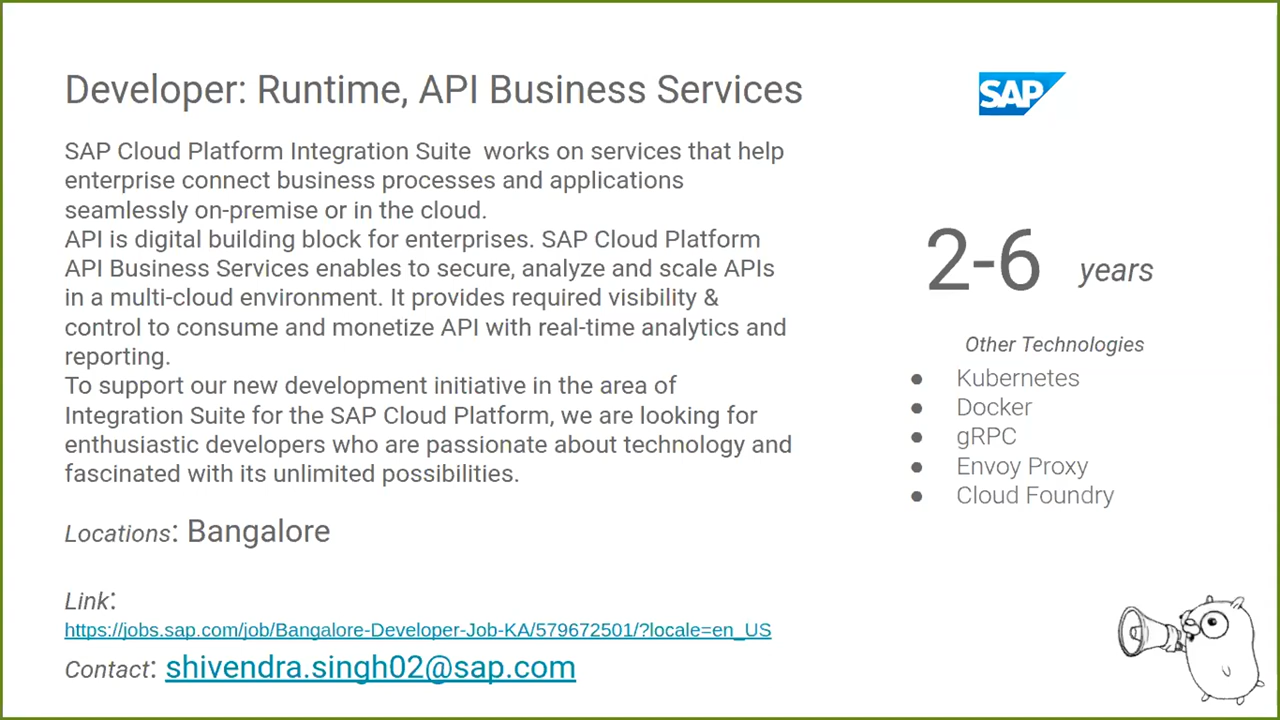 Developer: Runtime, API Business Services
SAP
SAP Cloud Platform Integration Suite  works on services that help
enterprise connect business processes and applications
seamlessly on-premise or in the cloud.
API is digital building block for enterprises. SAP Cloud Platform
API Business Services enables to secure, analyze and scale APIs
in a multi-cloud environment. It provides required visibility &
control to consume and monetize API with real-time analytics and
reporting.
To support our new development initiative in the area of
Integration Suite for the SAP Cloud Platform, we are looking for
enthusiastic developers who are passionate about technology and
fascinated with its unlimited possibilities.
Locations: Bangalore
Link:
https://jobs.sap.com/job/Bangalore-Developer-Job-KA/579672501/?locale=en_US
Contact: shivendra.singh02@sap.com
2-6 years
Other Technologies
● Kubernetes
● Docker
● gRPC
● Envoy Proxy
● Cloud Foundry